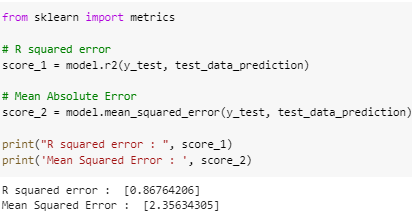 from sklearn import metrics
# R squared error
score_1 = model.r2(y_test, test_data_prediction)
# Mean Absolute Error
score_2 = model.mean_squared_error(y_test, test_data_prediction)
print("R squared error : ", score_1)
print('Mean Squared Error : ', score_2)
R squared error :  [0.86764206]
Mean Squared Error :  [2.35634305]